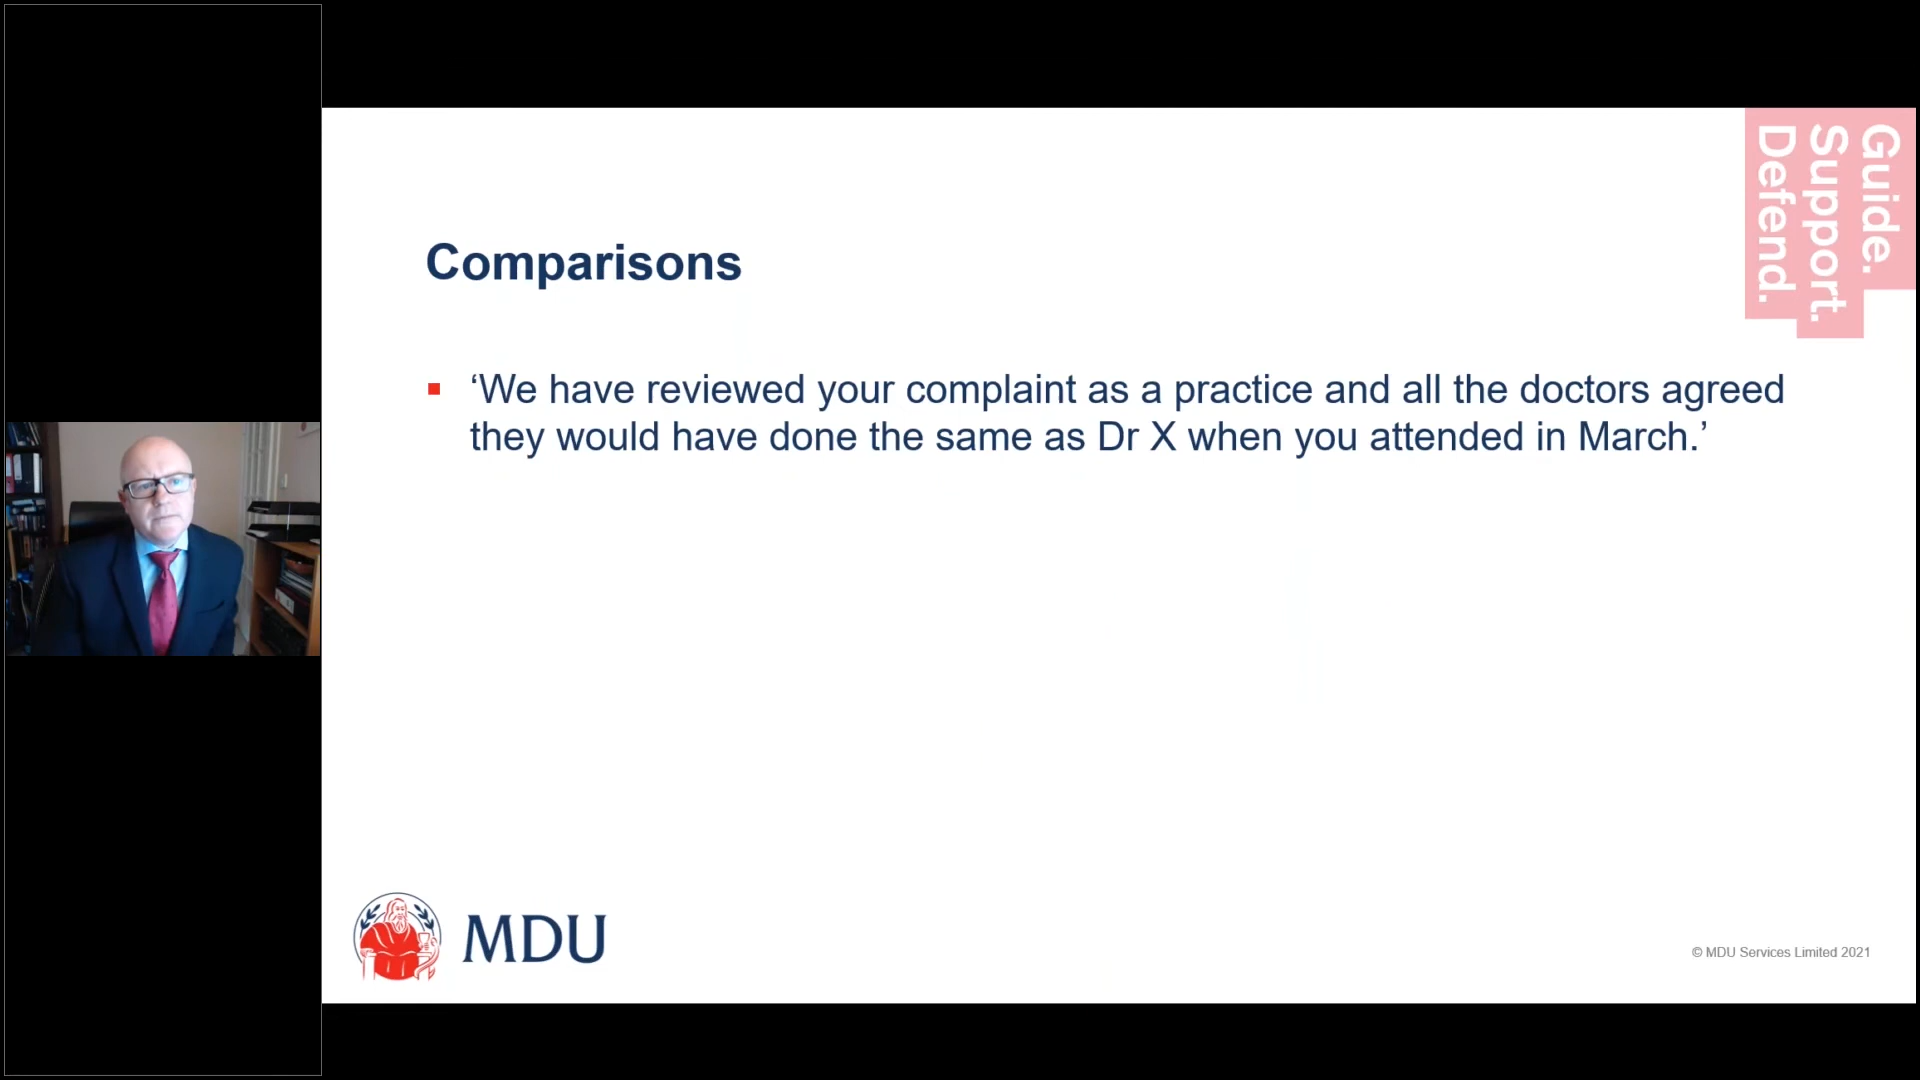 Guide.
Support.
Defend.
Comparisons
‘We have reviewed your complaint as a practice and all the doctors agreed
they would have done the same as Dr X when you attended in March.’
MDU
© MDU Services Limited 2021